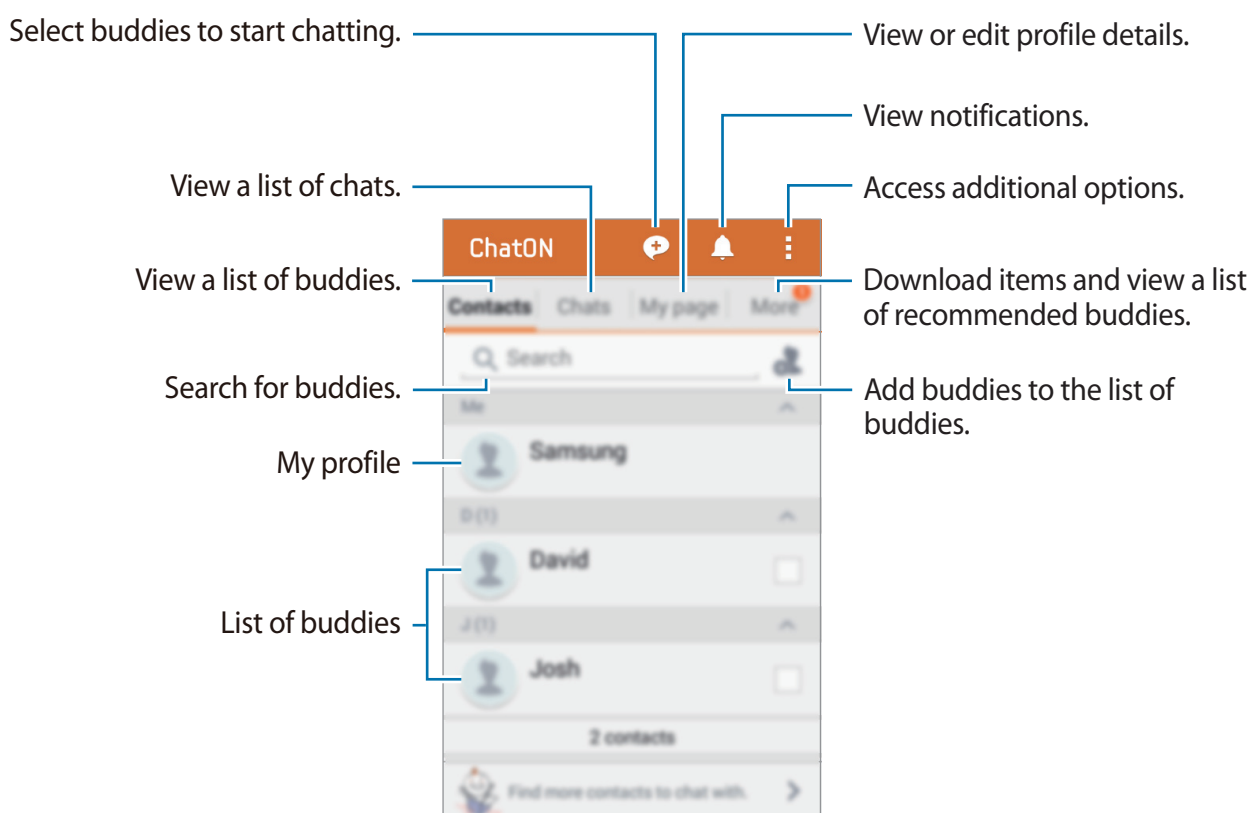 Select buddies to start chatting.
View or edit profile details.
View notifications.
View a list of chats.
Access additional options.
ChatON
View a list of buddies.
Download items and view a list
of recommended buddies.
Contacts
Chats
My page
More
Search
Search for buddies.
Add buddies to the list of
buddies.
Me
My profile
Samsung
D (1)
David
List of buddies
J (1)
Josh
2 contacts
Find more contacts to chat with.